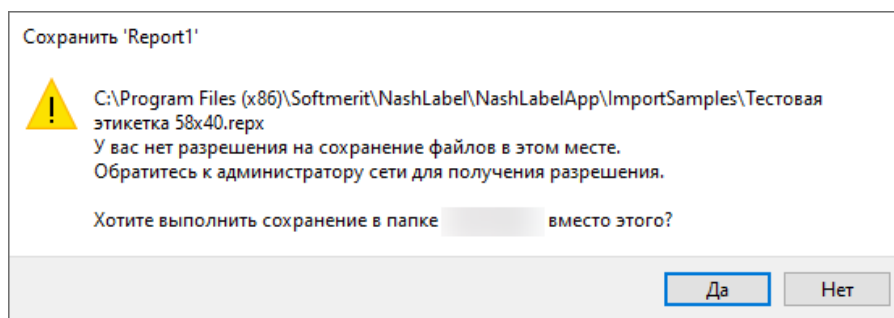 Сохранить 'Report1'
C:\Program Files (x86)\Softmerit\NashLabel\NashLabelApp\ImportSamples\Тестовая
этикетка 58x40.repx
У вас нет разрешения на сохранение файлов в этом месте.
Обратитесь к администратору сети для получения разрешения.
Хотите выполнить сохранение в папке вместо этого?
Да Нет